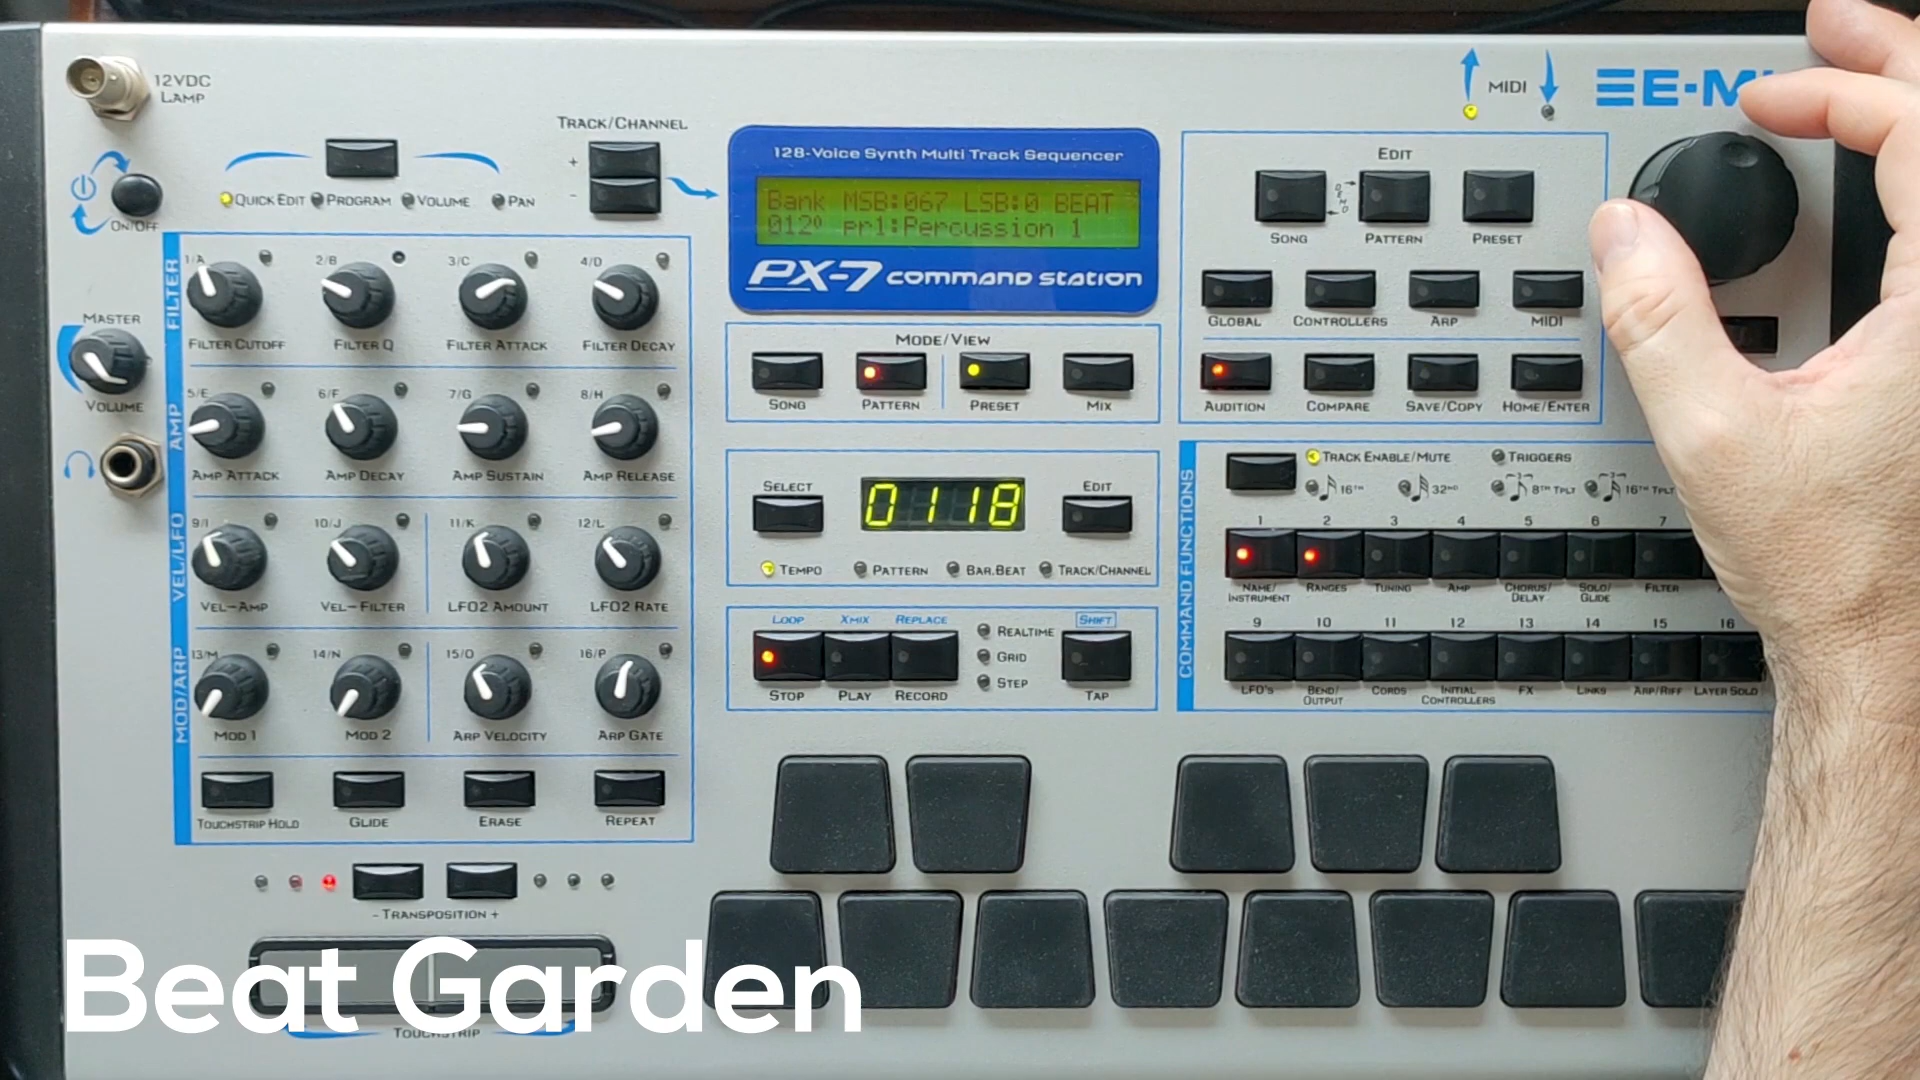 12VDC
LAMP
TRACK/CHANNEL
+
-
MIDI
E-M
ON/OFF
QUICK EDIT PROGRAM VOLUME PAN
128-Voice Synth Multi Track Sequencer
Bank MSB:067 LSB:0 BEAT
012⁰ pr1:Percussion 1
PX-7 COMMAND STATION
EDIT
DEMO
SONG PATTERN PRESET
GLOBAL CONTROLLERS ARP MIDI
AUDITION COMPARE SAVE/COPY HOME/ENTER
MASTER
VOLUME
FILTER
1/A 2/B 3/C 4/D
FILTER CUTOFF FILTER Q FILTER ATTACK FILTER DECAY
AMP
5/E 6/F 7/G 8/H
AMP ATTACK AMP DECAY AMP SUSTAIN AMP RELEASE
VEL/LFO
9/I 10/J 11/K 12/L
VEL-AMP VEL-FILTER LFO2 AMOUNT LFO2 RATE
MOD/ARP
13/M 14/N 15/O 16/P
MOD 1 MOD 2 ARP VELOCITY ARP GATE
TOUCHSTRIP HOLD GLIDE ERASE REPEAT
- TRANSPOSITION +
TOUCHSTRIP
MODE/VIEW
SONG PATTERN PRESET MIX
SELECT
0118
EDIT
TEMPO PATTERN BAR.BEAT TRACK/CHANNEL
LOOP XMIX REPLACE
STOP PLAY RECORD
REALTIME
GRID
STEP
SHIFT
TAP
COMMAND FUNCTIONS
TRACK ENABLE/MUTE TRIGGERS
16TH 32ND 3 8TH TPLT 3 16TH TPLT
1 2 3 4 5 6 7
NAME/INSTRUMENT RANGES TUNING AMP CHORUS/DELAY SOLO/GLIDE FILTER
9 10 11 12 13 14 15 16
LFO'S BEND/OUTPUT CORDS INITIAL CONTROLLERS FX LINKS ARP/RIFF LAYER SOLO
Beat Garden